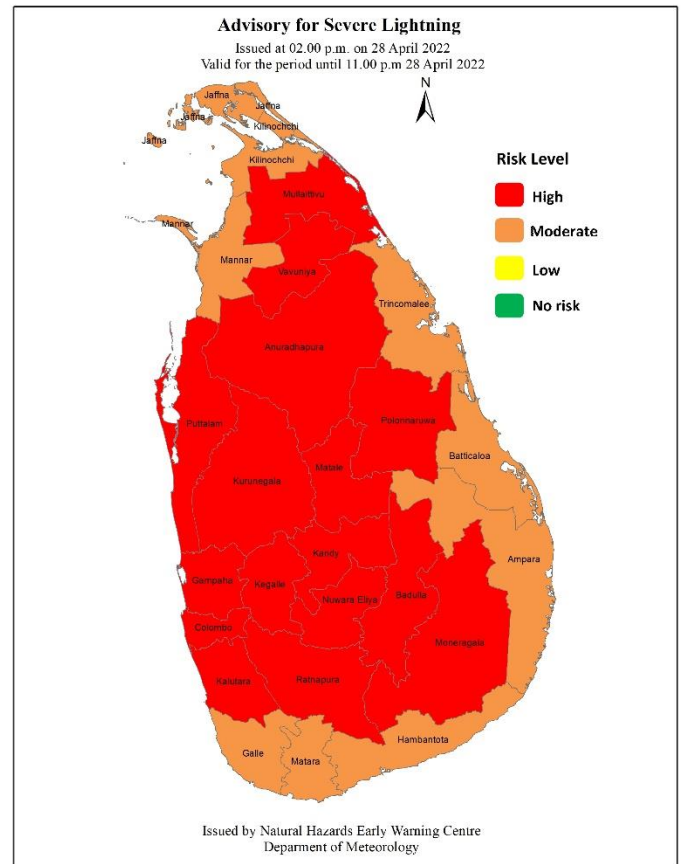 Advisory for Severe Lightning
Issued at 02.00 p.m. on 28 April 2022
Valid for the period until 11.00 p.m 28 April 2022
N
Jaffna
Jaffna
Jaffna
Kilinochchi
Jaffna
Kilinochchi
Risk Level
High
Moderate
Low
No risk
Mullaittivu
Mannar
Mannar
Vavuniya
Trincomalee
Anuradhapura
Polonnaruwa
Puttalam
Batticaloa
Matale
Kurunegala
Kandy
Ampara
Gampaha
Kegalle
Nuwara Eliya
Badulla
Colombo
Moneragala
Kalutara
Ratnapura
Hambantota
Galle
Matara
Issued by Natural Hazards Early Warning Centre
Deparment of Meteorology